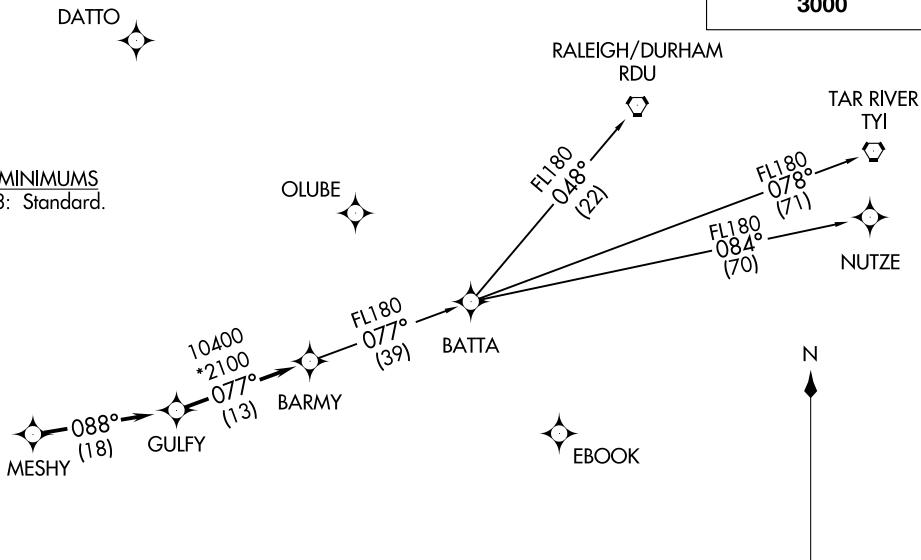 3000
DATTO
RALEIGH/DURHAM
RDU
TAR RIVER
TYI
MINIMUMS
: Standard.
OLUBE
FL180
048°
(22)
FL180
078°
(71)
FL180
084°
(70)
NUTZE
BATTA
FL180
077°
(39)
10400
*2100
077°
(13)
BARMY
N
088°
(18)
GULFY
MESHY
EBOOK